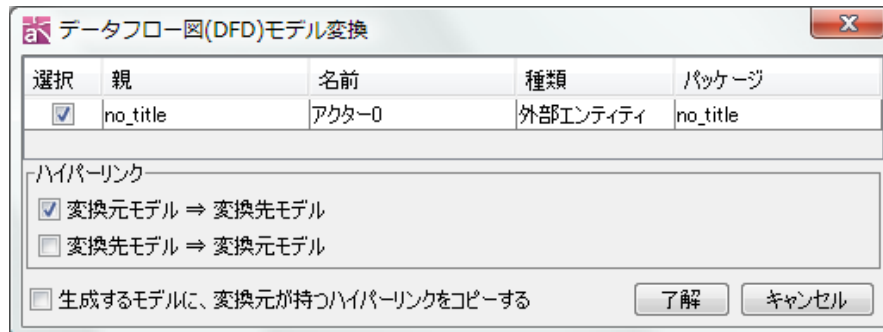 データフロー図(DFD)モデル変換
選択 親 名前 種類 パッケージ
no_title アクター0 外部エンティティ no_title
ハイパーリンク
変換元モデル ⇒ 変換先モデル
変換先モデル ⇒ 変換元モデル
生成するモデルに、変換元が持つハイパーリンクをコピーする 了解 キャンセル